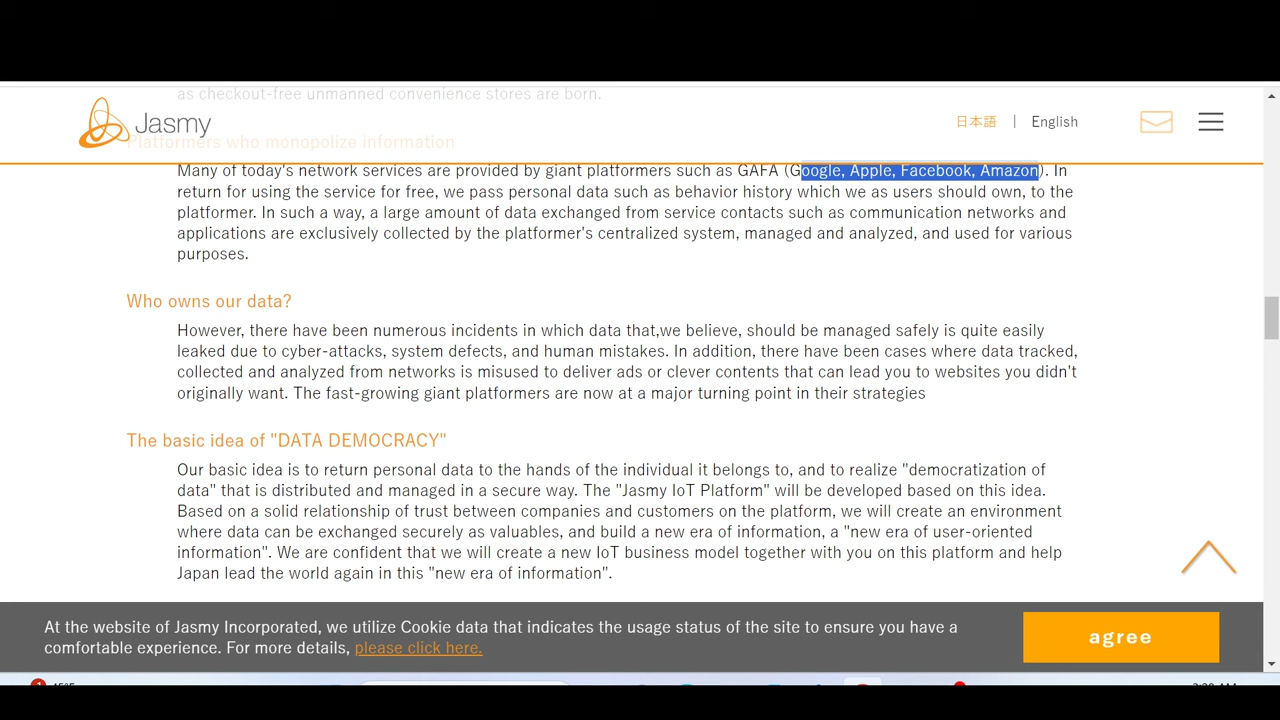 as checkout-free unmanned convenience stores are born.
Jasmy
日本語 | English
Platformers who monopolize information
Many of today's network services are provided by giant platformers such as GAFA (Google, Apple, Facebook, Amazon). In
return for using the service for free, we pass personal data such as behavior history which we as users should own, to the
platformer. In such a way, a large amount of data exchanged from service contacts such as communication networks and
applications are exclusively collected by the platformer's centralized system, managed and analyzed, and used for various
purposes.
Who owns our data?
However, there have been numerous incidents in which data that,we believe, should be managed safely is quite easily
leaked due to cyber-attacks, system defects, and human mistakes. In addition, there have been cases where data tracked,
collected and analyzed from networks is misused to deliver ads or clever contents that can lead you to websites you didn't
originally want. The fast-growing giant platformers are now at a major turning point in their strategies
The basic idea of "DATA DEMOCRACY"
Our basic idea is to return personal data to the hands of the individual it belongs to, and to realize "democratization of
data" that is distributed and managed in a secure way. The "Jasmy IoT Platform" will be developed based on this idea.
Based on a solid relationship of trust between companies and customers on the platform, we will create an environment
where data can be exchanged securely as valuables, and build a new era of information, a "new era of user-oriented
information". We are confident that we will create a new IoT business model together with you on this platform and help
Japan lead the world again in this "new era of information".
At the website of Jasmy Incorporated, we utilize Cookie data that indicates the usage status of the site to ensure you have a
comfortable experience. For more details, please click here.
agree